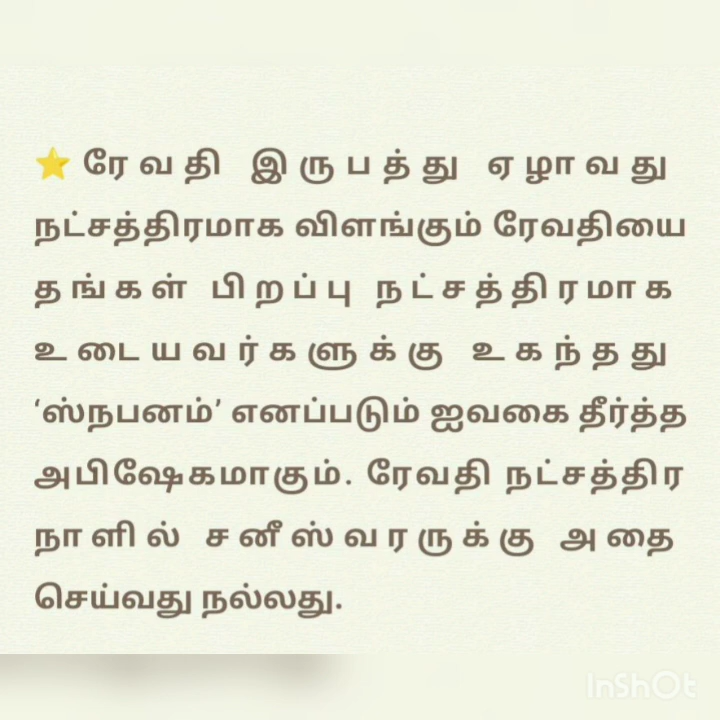 ⭐ ரேவதி இருபத்து ஏழாவது
நட்சத்திரமாக விளங்கும் ரேவதியை
தங்கள் பிறப்பு நட்சத்திரமாக
உடையவர்களுக்கு உகந்தது
‘ஸ்நபனம்’ எனப்படும் ஐவகை தீர்த்த
அபிஷேகமாகும். ரேவதி நட்சத்திர
நாளில் சனீஸ்வரருக்கு அதை
செய்வது நல்லது.
InShOt